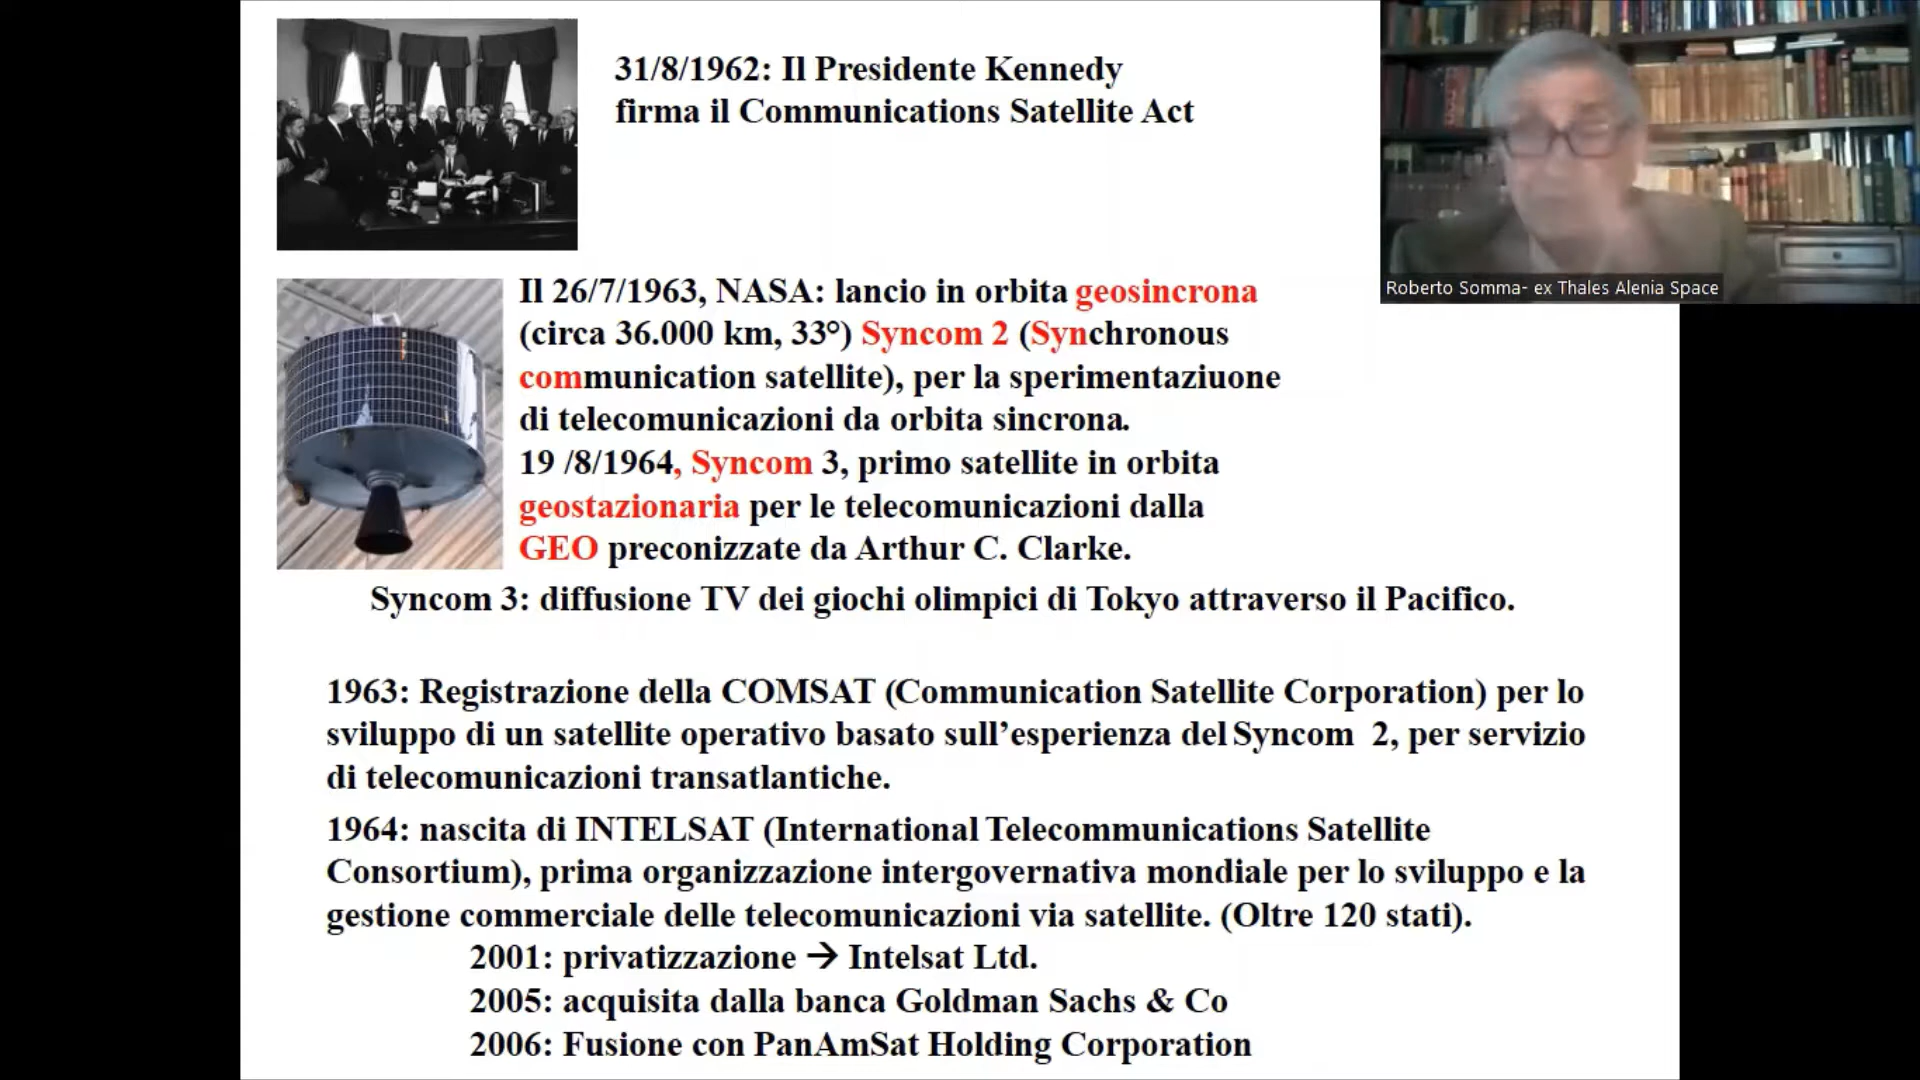 31/8/1962: Il Presidente Kennedy
firma il Communications Satellite Act
Roberto Somma- ex Thales Alenia Space
Il 26/7/1963, NASA: lancio in orbita geosincrona
(circa 36.000 km, 33°) Syncom 2 (Synchronous
communication satellite), per la sperimentaziuone
di telecomunicazioni da orbita sincrona.
19 /8/1964, Syncom 3, primo satellite in orbita
geostazionaria per le telecomunicazioni dalla
GEO preconizzate da Arthur C. Clarke.
Syncom 3: diffusione TV dei giochi olimpici di Tokyo attraverso il Pacifico.
1963: Registrazione della COMSAT (Communication Satellite Corporation) per lo
sviluppo di un satellite operativo basato sull’esperienza del Syncom 2, per servizio
di telecomunicazioni transatlantiche.
1964: nascita di INTELSAT (International Telecommunications Satellite
Consortium), prima organizzazione intergovernativa mondiale per lo sviluppo e la
gestione commerciale delle telecomunicazioni via satellite. (Oltre 120 stati).
2001: privatizzazione → Intelsat Ltd.
2005: acquisita dalla banca Goldman Sachs & Co
2006: Fusione con PanAmSat Holding Corporation